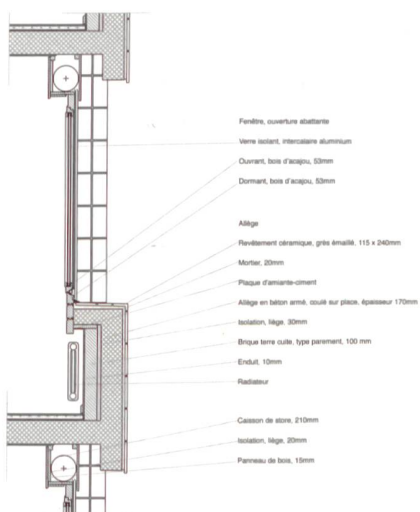 Fenêtre, ouverture abattante
Verre isolant, intercalaire aluminium
Ouvrant, bois d'acajou, 53mm
Dormant, bois d'acajou, 53mm
Allège
Revêtement céramique, grès émaillé, 115 x 240mm
Mortier, 20mm
Plaque d'amiante-ciment
Allège en béton armé, coulé sur place, épaisseur 170mm
Isolation, liège, 30mm
Brique terre cuite, type parement, 100 mm
Enduit, 10mm
Radiateur
Caisson de store, 210mm
Isolation, liège, 20mm
Panneau de bois, 15mm